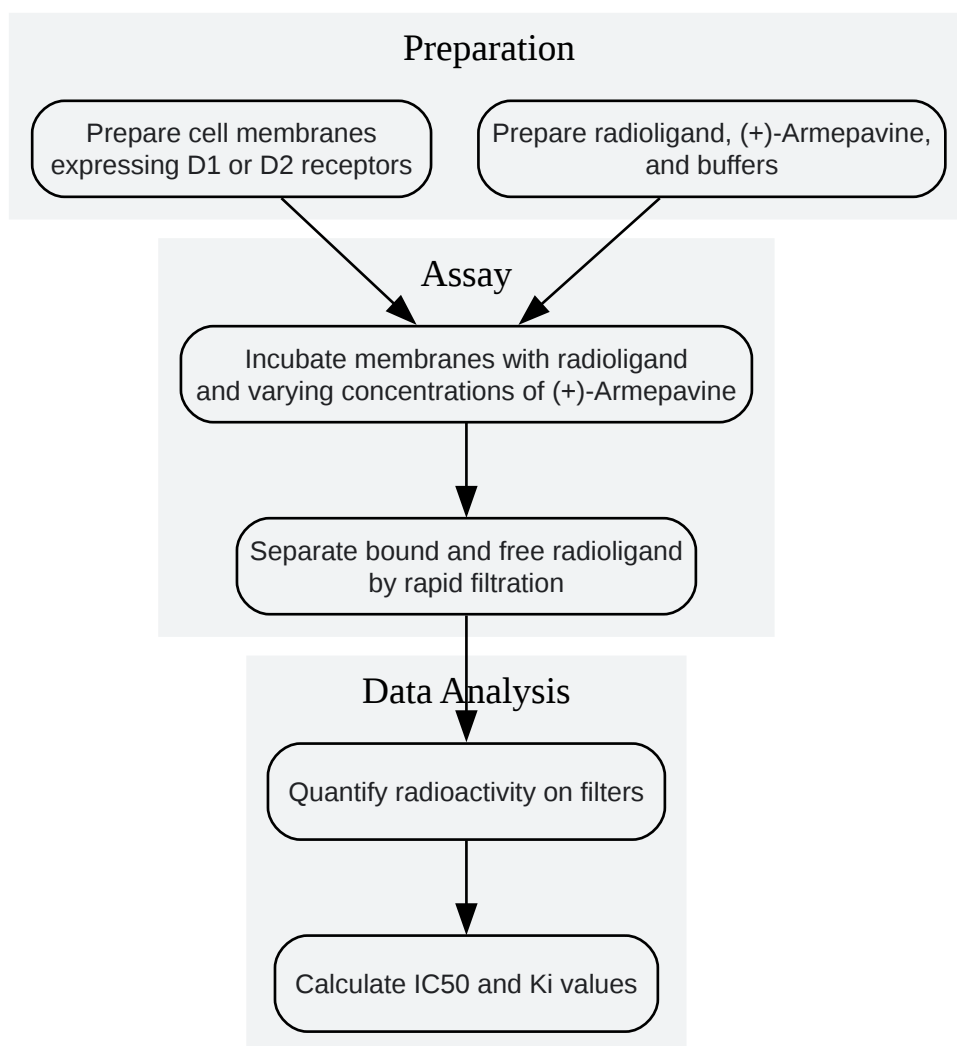 Preparation
Prepare cell membranes
expressing D1 or D2 receptors
Prepare radioligand, (+)-Armepavine,
and buffers
Assay
Incubate membranes with radioligand
and varying concentrations of (+)-Armepavine
Separate bound and free radioligand
by rapid filtration
Data Analysis
Quantify radioactivity on filters
Calculate IC50 and Ki values